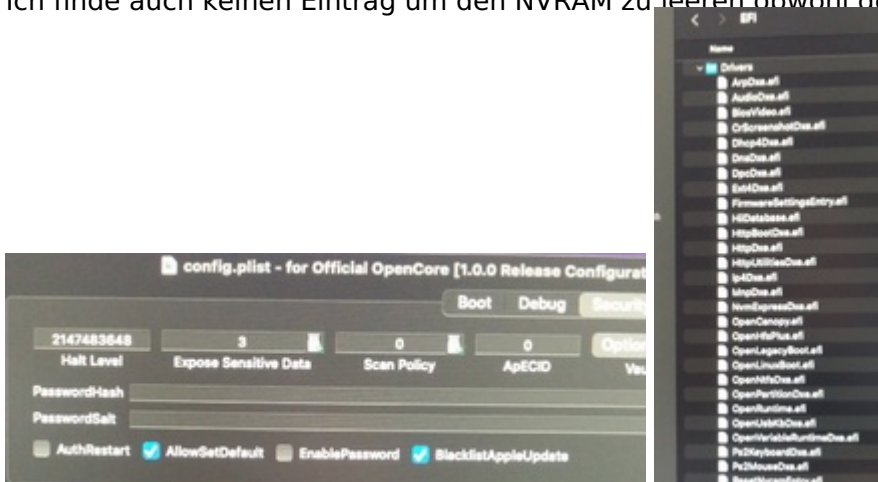 ich finde auch keinen Eintrag um den NVRAM zu leeren obwohl
EFI
Name
Drivers
ArpDxe.efi
AudioDxe.efi
BiosVideo.efi
CrScreenshotDxe.efi
Dhcp4Dxe.efi
DnsDxe.efi
DpcDxe.efi
Ext4Dxe.efi
FirmwareSettingsEntry.efi
HiiDatabase.efi
HttpBootDxe.efi
HttpDxe.efi
HttpUtilitiesDxe.efi
Ip4Dxe.efi
MnpDxe.efi
NvmExpressDxe.efi
OpenCanopy.efi
OpenHfsPlus.efi
OpenLegacyBoot.efi
OpenLinuxBoot.efi
OpenNtfsDxe.efi
OpenPartitionDxe.efi
OpenRuntime.efi
OpenUsbKbDxe.efi
OpenVariableRuntimeDxe.efi
Ps2KeyboardDxe.efi
Ps2MouseDxe.efi
ResetNvramEntry.efi
config.plist - for Official OpenCore [1.0.0 Release Configurat
Boot Debug Security
2147483648 3 0 0 Option
Halt Level Expose Sensitive Data Scan Policy ApECID Vau
PasswordHash
PasswordSalt
AuthRestart AllowSetDefault EnablePassword BlacklistAppleUpdate